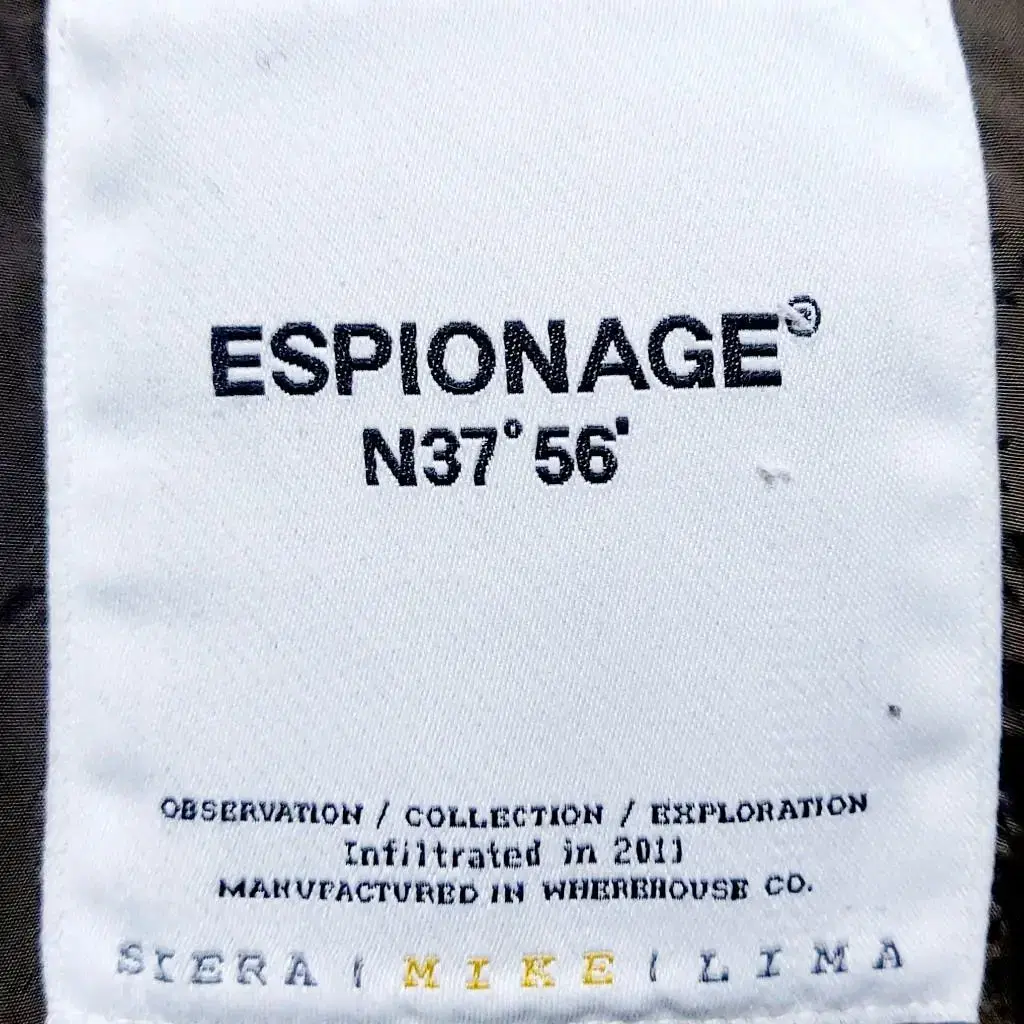 ESPIONAGE®
N37° 56'
OBSERVATION / COLLECTION / EXPLORATION
Infiltrated in 2011
MANUFACTURED IN WHEREHOUSE CO.
SIERA / MIKE / LIMA